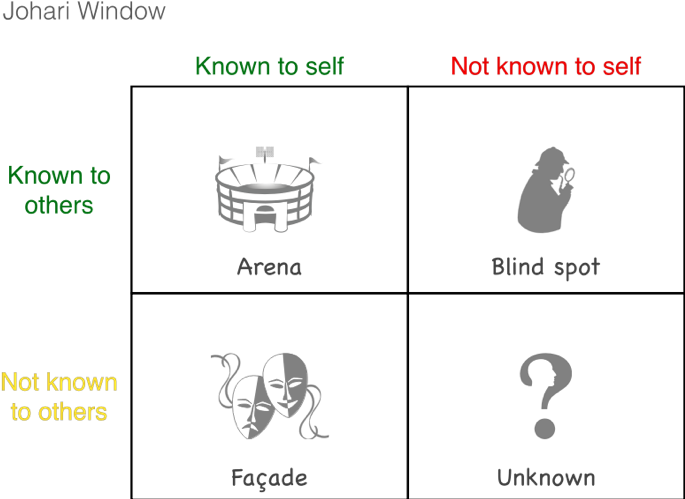 Johari Window
Known to self
Not known to self
Known to
others
Arena
Blind spot
Not known
to others
Façade
Unknown